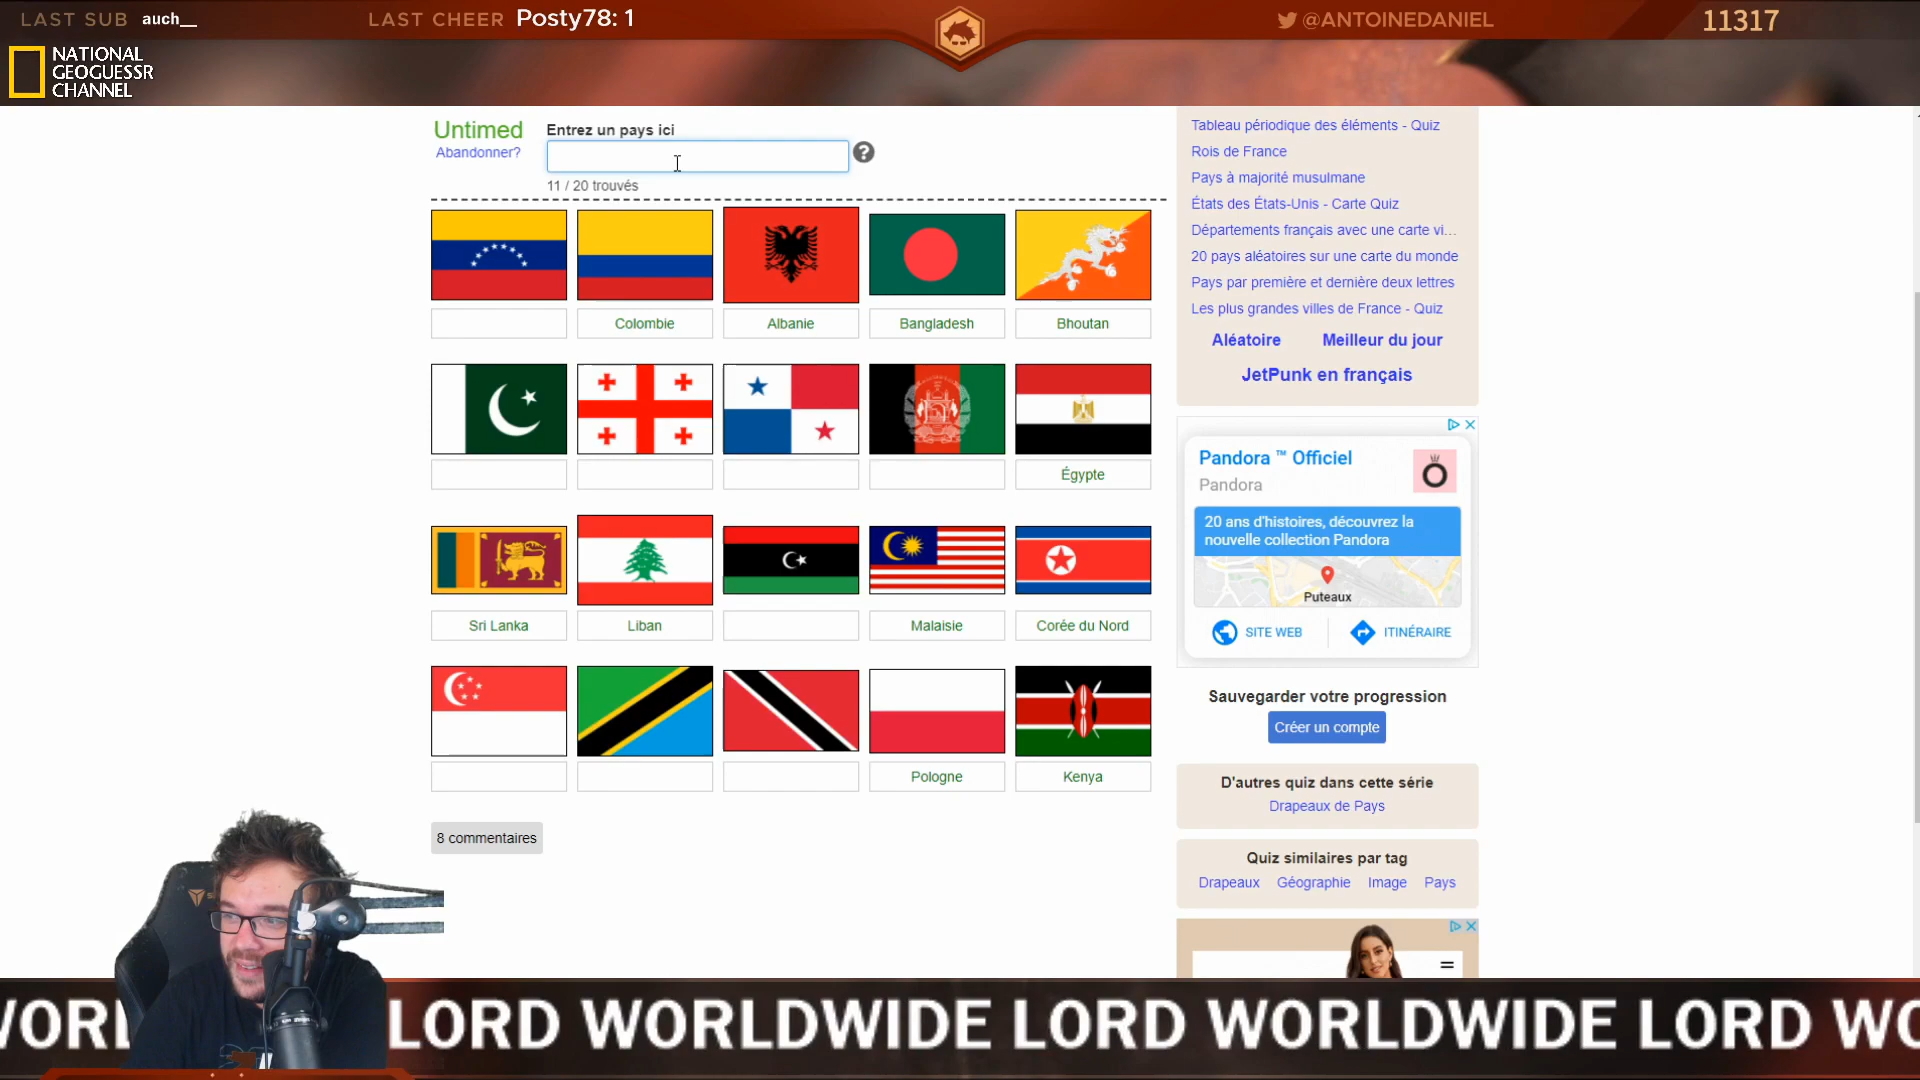 LAST SUB auch__
LAST CHEER Posty78: 1
@ANTOINEDANIEL
11317
NATIONAL
GEOGUESSR
CHANNEL
Untimed
Abandonner?
Entrez un pays ici
?
11 / 20 trouvés
Colombie
Albanie
Bangladesh
Bhoutan
Égypte
Sri Lanka
Liban
Malaisie
Corée du Nord
Pologne
Kenya
8 commentaires
Tableau périodique des éléments - Quiz
Rois de France
Pays à majorité musulmane
États des États-Unis - Carte Quiz
Départements français avec une carte vi...
20 pays aléatoires sur une carte du monde
Pays par première et dernière deux lettres
Les plus grandes villes de France - Quiz
Aléatoire
Meilleur du jour
JetPunk en français
Pandora ™ Officiel
Pandora
20 ans d'histoires, découvrez la
nouvelle collection Pandora
Puteaux
SITE WEB
ITINÉRAIRE
Sauvegarder votre progression
Créer un compte
D'autres quiz dans cette série
Drapeaux de Pays
Quiz similaires par tag
Drapeaux Géographie Image Pays
LORD WORLDWIDE LORD WORLDWIDE LORD WO